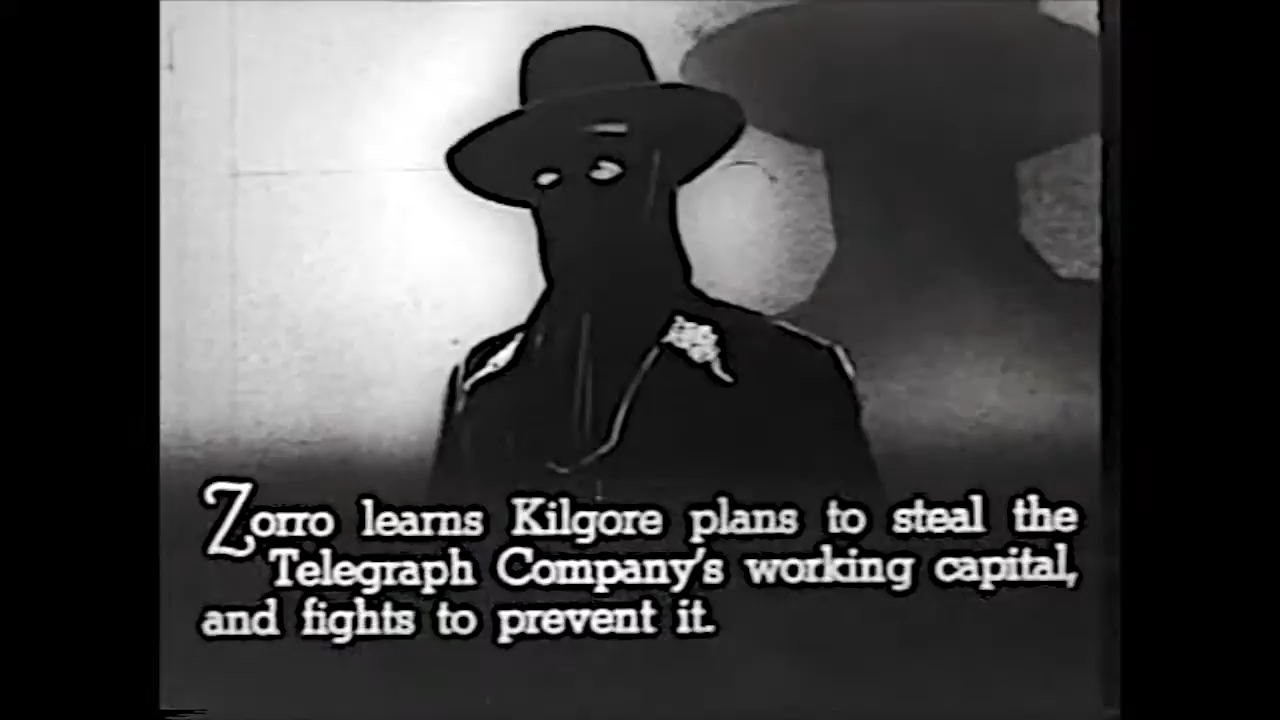 Zorro learns Kilgore plans to steal the
Telegraph Company's working capital,
and fights to prevent it.